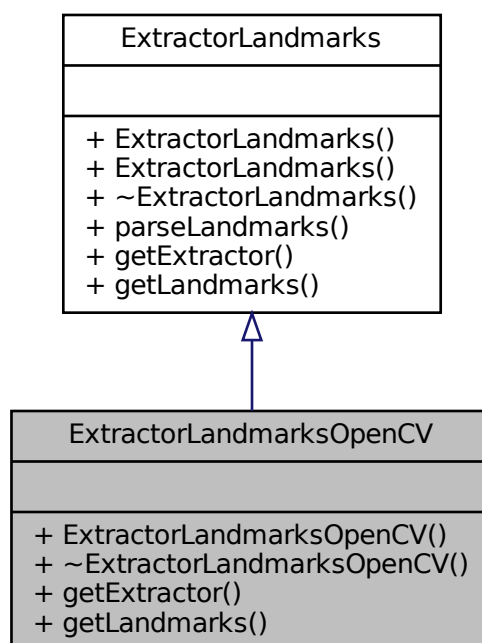 ExtractorLandmarks
+ ExtractorLandmarks()
+ ExtractorLandmarks()
+ ~ExtractorLandmarks()
+ parseLandmarks()
+ getExtractor()
+ getLandmarks()
ExtractorLandmarksOpenCV
+ ExtractorLandmarksOpenCV()
+ ~ExtractorLandmarksOpenCV()
+ getExtractor()
+ getLandmarks()